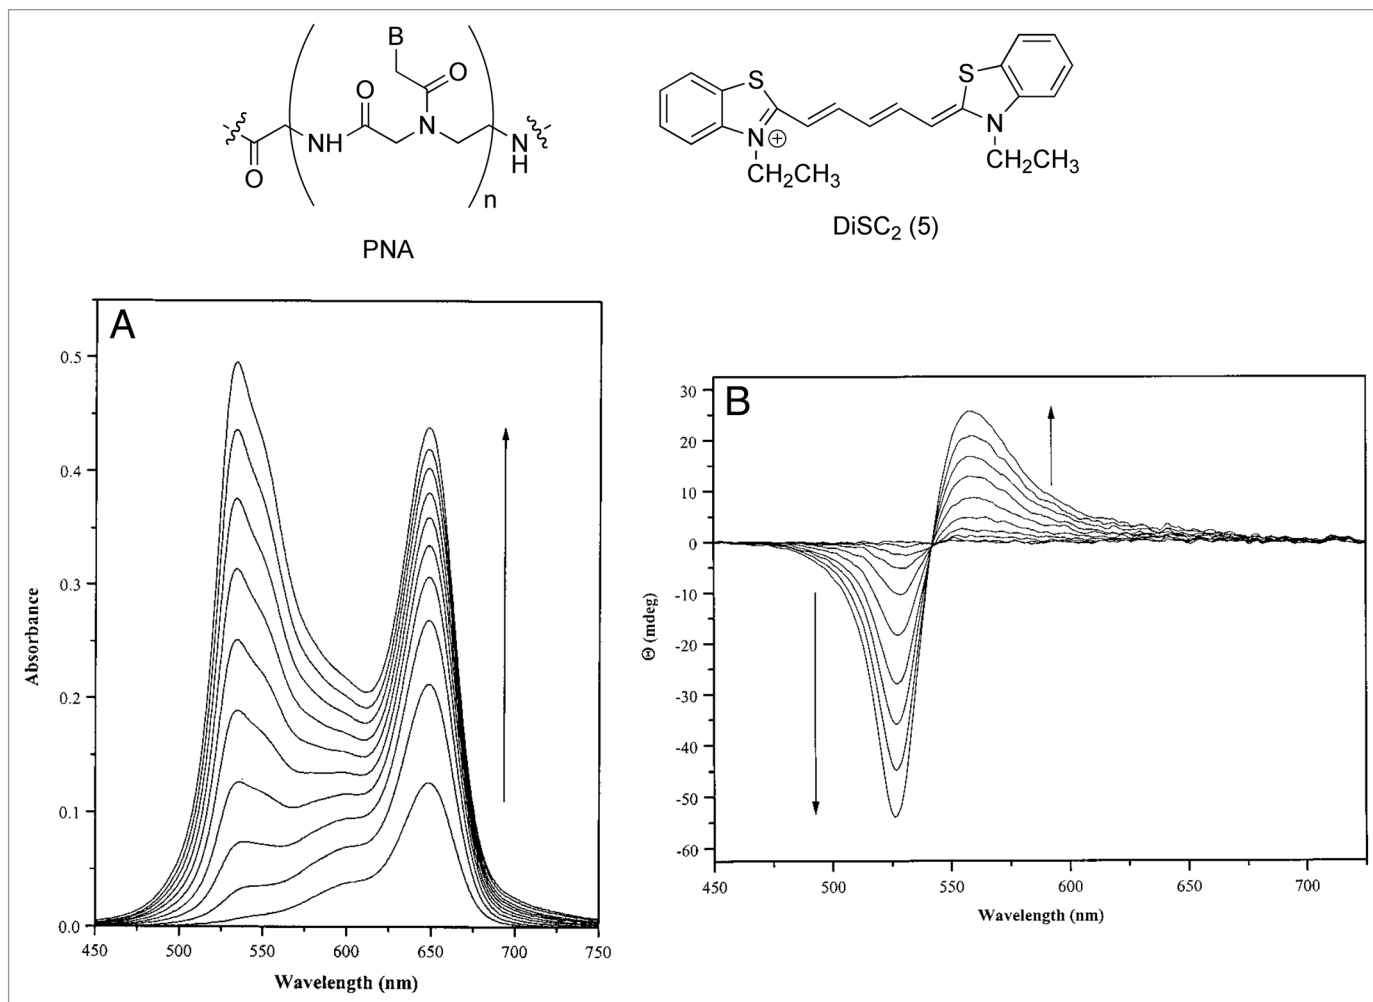 B
O
O
NH
N
N
H
O
n
PNA
S
N
⊕
CH2CH3
S
N
CH2CH3
DiSC2 (5)
A
0.5
0.4
0.3
0.2
0.1
0.0
Absorbance
450 500 550 600 650 700 750
Wavelength (nm)
B
30
20
10
0
-10
-20
-30
-40
-50
-60
Θ (mdeg)
450 500 550 600 650 700
Wavelength (nm)